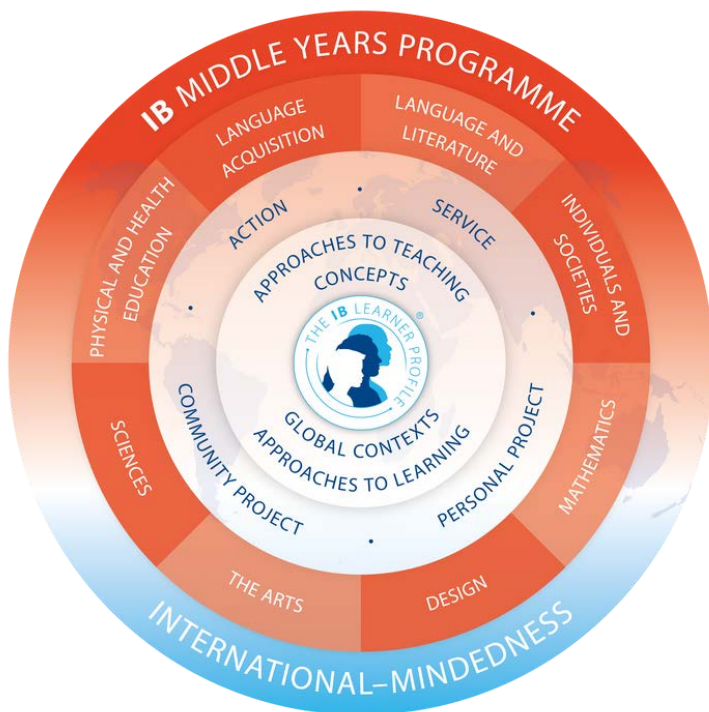 IB MIDDLE YEARS PROGRAMME
LANGUAGE
ACQUISITION
LANGUAGE AND
LITERATURE
INDIVIDUALS AND
SOCIETIES
MATHEMATICS
DESIGN
THE ARTS
SCIENCES
PHYSICAL AND HEALTH
EDUCATION
ACTION
SERVICE
PERSONAL PROJECT
COMMUNITY PROJECT
APPROACHES TO TEACHING
CONCEPTS
THE IB LEARNER PROFILE ®
GLOBAL CONTEXTS
APPROACHES TO LEARNING
INTERNATIONAL–MINDEDNESS